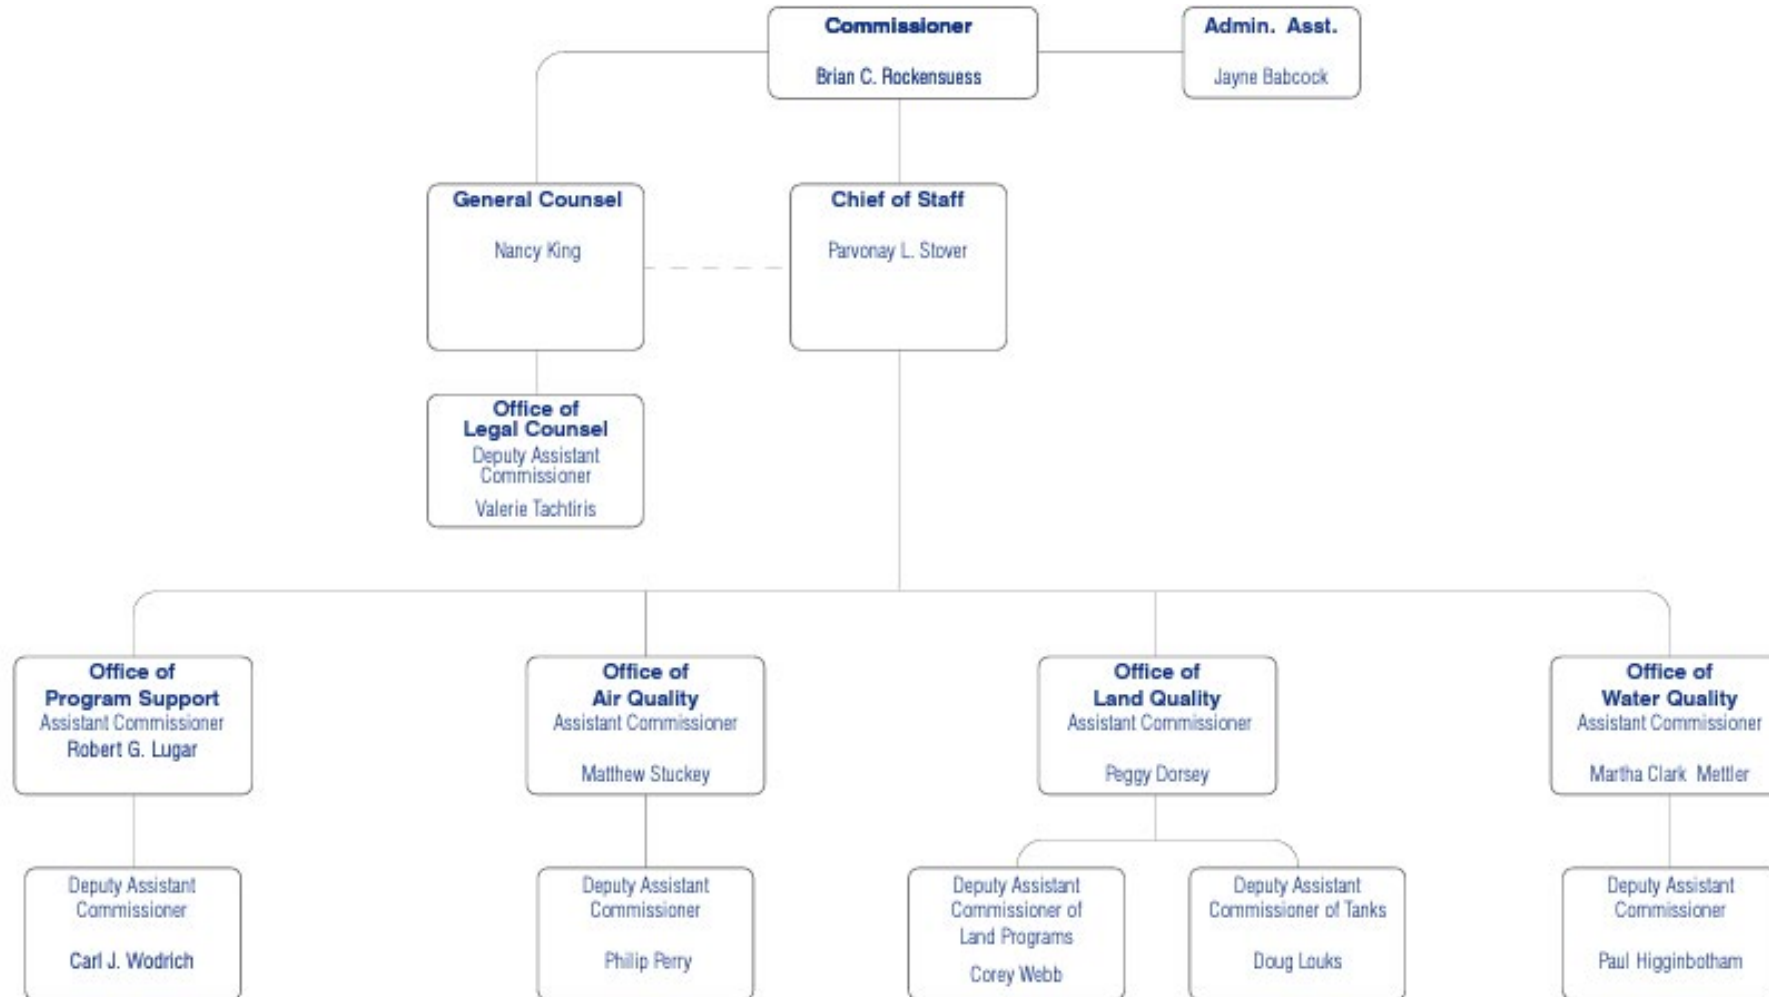 Commissioner
Brian C. Rockensuess
Admin. Asst.
Jayne Babcock
General Counsel
Nancy King
Chief of Staff
Parvonay L. Stover
Office of
Legal Counsel
Deputy Assistant
Commissioner
Valerie Tachtiris
Office of
Program Support
Assistant Commissioner
Robert G. Lugar
Office of
Air Quality
Assistant Commissioner
Matthew Stuckey
Office of
Land Quality
Assistant Commissioner
Peggy Dorsey
Office of
Water Quality
Assistant Commissioner
Martha Clark Mettler
Deputy Assistant
Commissioner
Carl J. Wodrich
Deputy Assistant
Commissioner
Philip Perry
Deputy Assistant
Commissioner of
Land Programs
Corey Webb
Deputy Assistant
Commissioner of Tanks
Doug Louks
Deputy Assistant
Commissioner
Paul Higginbotham